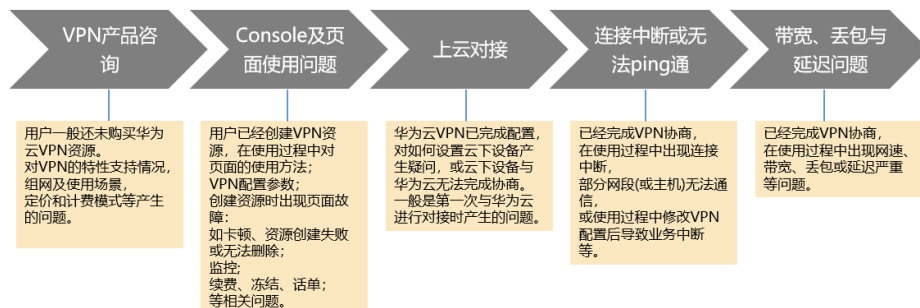 VPN产品咨
询
Console及页
面使用问题
上云对接
连接中断或无
法ping通
带宽、丢包与
延迟问题
用户一般还未购买华为
云VPN资源。
对VPN的特性支持情况,
组网及使用场景,
定价和计费模式等产生
的问题。
用户已经创建VPN资
源，在使用过程中对
页面的使用方法;
VPN配置参数;
创建资源时出现页面故
障:
如卡顿、资源创建失败
或无法删除;
监控;
续费、冻结、话单;
等相关问题。
华为云VPN已完成配置,
对如何设置云下设备产
生疑问，或云下设备与
华为云无法完成协商。
一般是第一次与华为云
进行对接时产生的问题。
已经完成VPN协商,
在使用过程中出现连接
中断,
部分网段(或主机)无法通
信,
或使用过程中修改VPN
配置后导致业务中断
等。
已经完成VPN协商,
在使用过程中出现网速、
带宽、丢包或延迟严重
等问题。